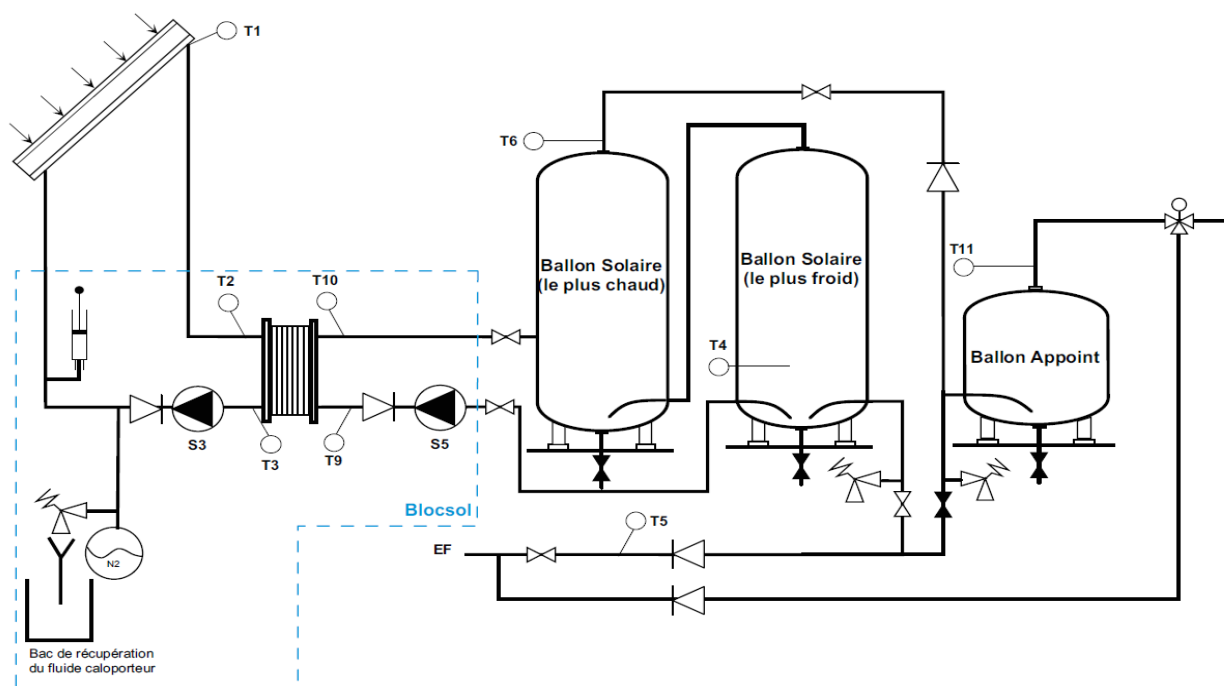 T1
T6
T11
Ballon Solaire
(le plus chaud)
Ballon Solaire
(le plus froid)
T2
T10
T4
Ballon Appoint
S3
S5
T3
T9
Blocsol
T5
EF
N2
Bac de récupération
du fluide caloporteur